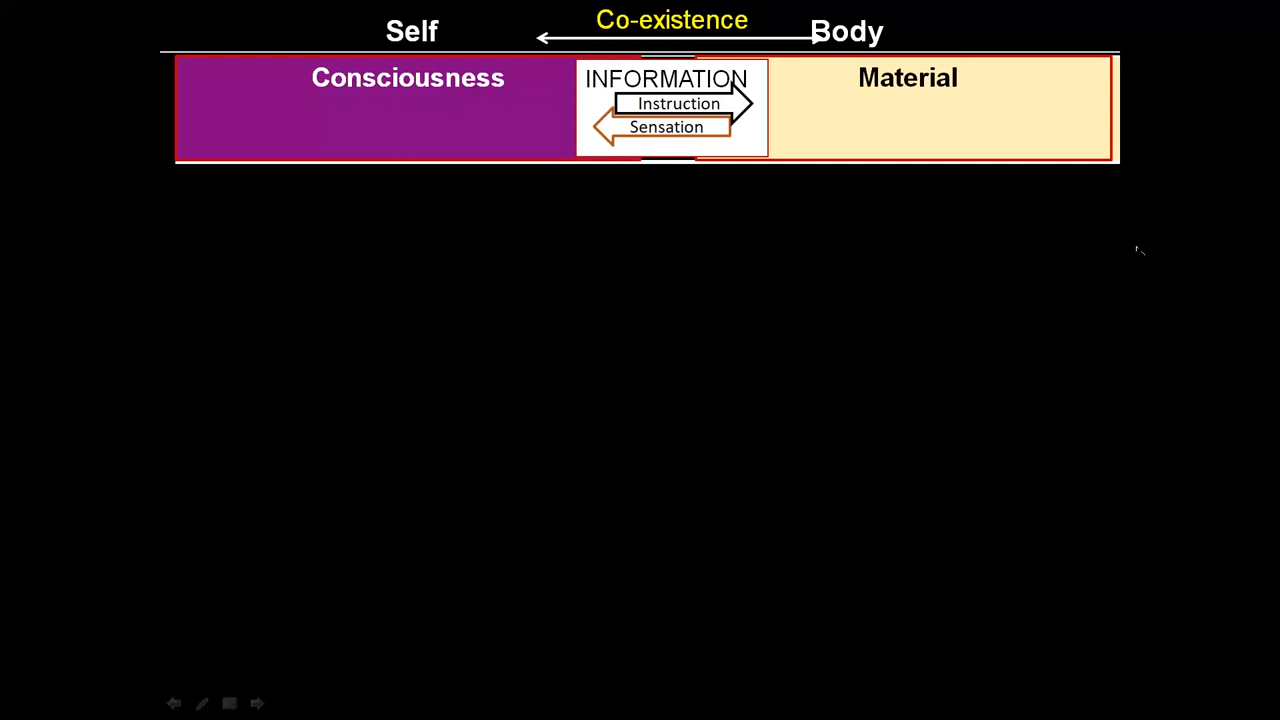 Co-existence
Self Body
Consciousness INFORMATION Material
Instruction
Sensation